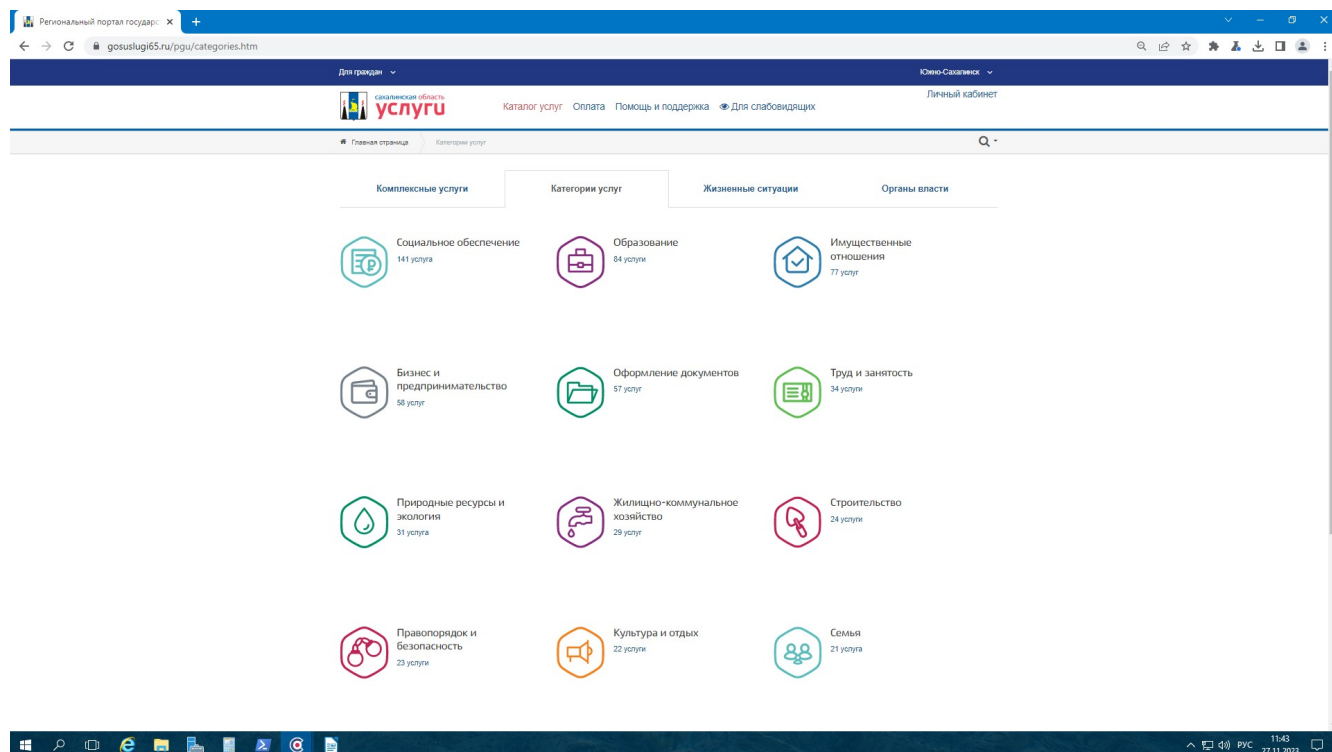 Региональный портал государс
gosuslugi65.ru/pgu/categories.htm
Для граждан
Южно-Сахалинск
сахалинская область
услуги
Каталог услуг Оплата Помощь и поддержка Для слабовидящих
Личный кабинет
Главная страница Категории услуг
Комплексные услуги Категории услуг Жизненные ситуации Органы власти
Социальное обеспечение
141 услуга
Образование
84 услуги
Имущественные
отношения
77 услуг
Бизнес и
предпринимательство
58 услуг
Оформление документов
57 услуг
Труд и занятость
34 услуги
Природные ресурсы и
экология
31 услуга
Жилищно-коммунальное
хозяйство
29 услуг
Строительство
24 услуги
Правопорядок и
безопасность
23 услуги
Культура и отдых
22 услуги
Семья
21 услуга
РУС
11:43
27.11.2023